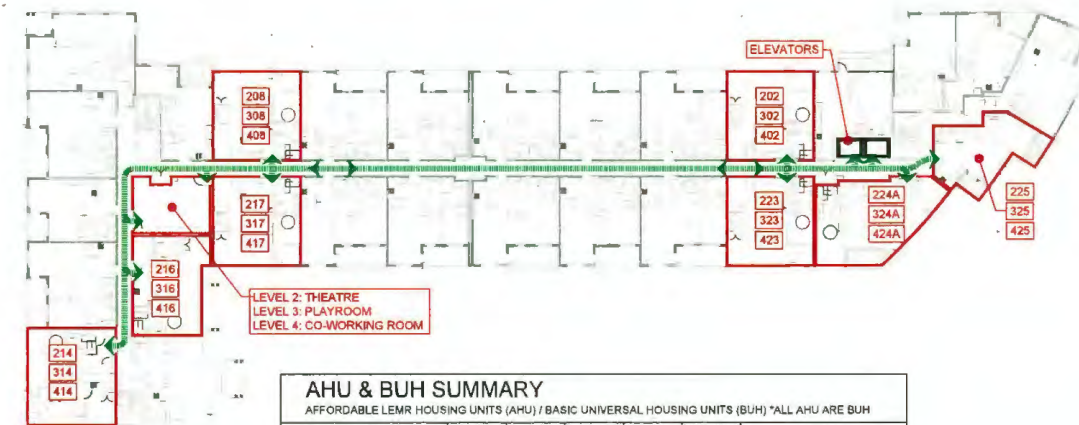 ELEVATORS
208
308
408
202
302
402
217
317
417
223
323
423
224A
324A
424A
225
325
425
216
316
416
LEVEL 2: THEATRE
LEVEL 3: PLAYROOM
LEVEL 4: CO-WORKING ROOM
214
314
414
AHU & BUH SUMMARY
AFFORDABLE LEMR HOUSING UNITS (AHU) / BASIC UNIVERSAL HOUSING UNITS (BUH) *ALL AHU ARE BUH